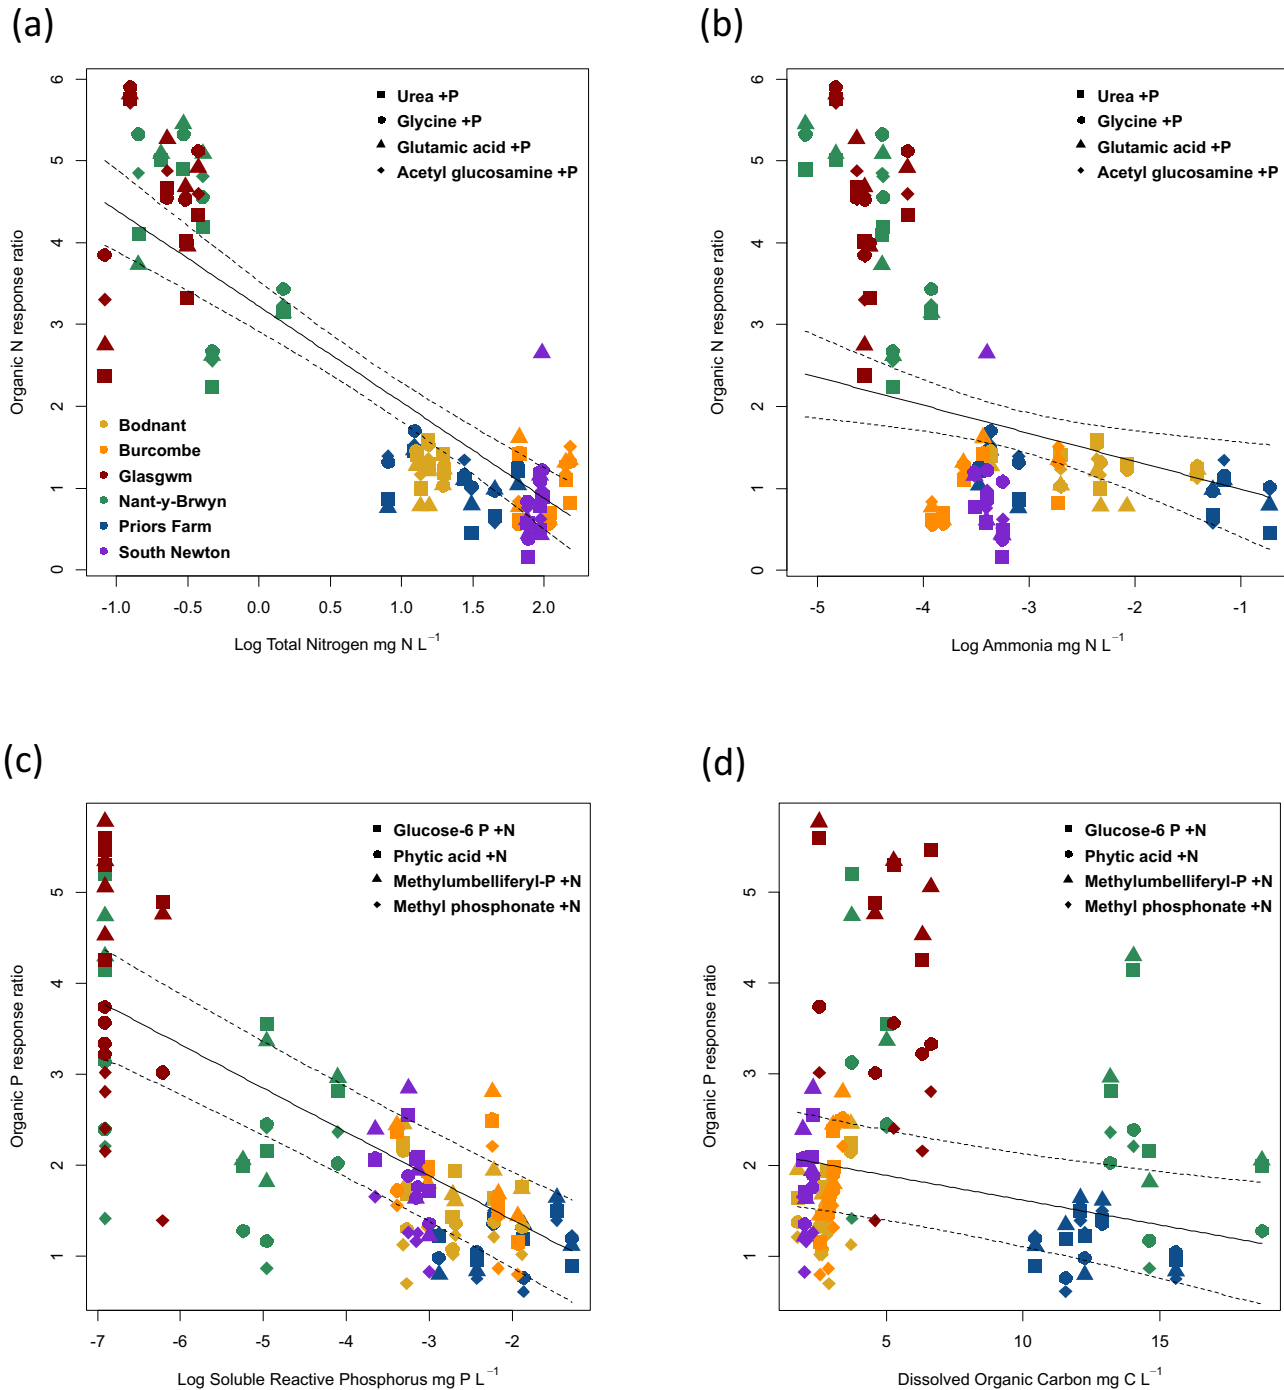 (a)
Organic N response ratio
0 1 2 3 4 5 6
Urea +P
Glycine +P
Glutamic acid +P
Acetyl glucosamine +P
Bodnant
Burcombe
Glasgwm
Nant-y-Brwyn
Priors Farm
South Newton
-1.0 -0.5 0.0 0.5 1.0 1.5 2.0
Log Total Nitrogen mg N L⁻¹
(b)
Organic N response ratio
0 1 2 3 4 5 6
Urea +P
Glycine +P
Glutamic acid +P
Acetyl glucosamine +P
-5 -4 -3 -2 -1
Log Ammonia mg N L⁻¹
(c)
Organic P response ratio
1 2 3 4 5
Glucose-6 P +N
Phytic acid +N
Methylumbelliferyl-P +N
Methyl phosphonate +N
-7 -6 -5 -4 -3 -2
Log Soluble Reactive Phosphorus mg P L⁻¹
(d)
Organic P response ratio
1 2 3 4 5
Glucose-6 P +N
Phytic acid +N
Methylumbelliferyl-P +N
Methyl phosphonate +N
5 10 15
Dissolved Organic Carbon mg C L⁻¹